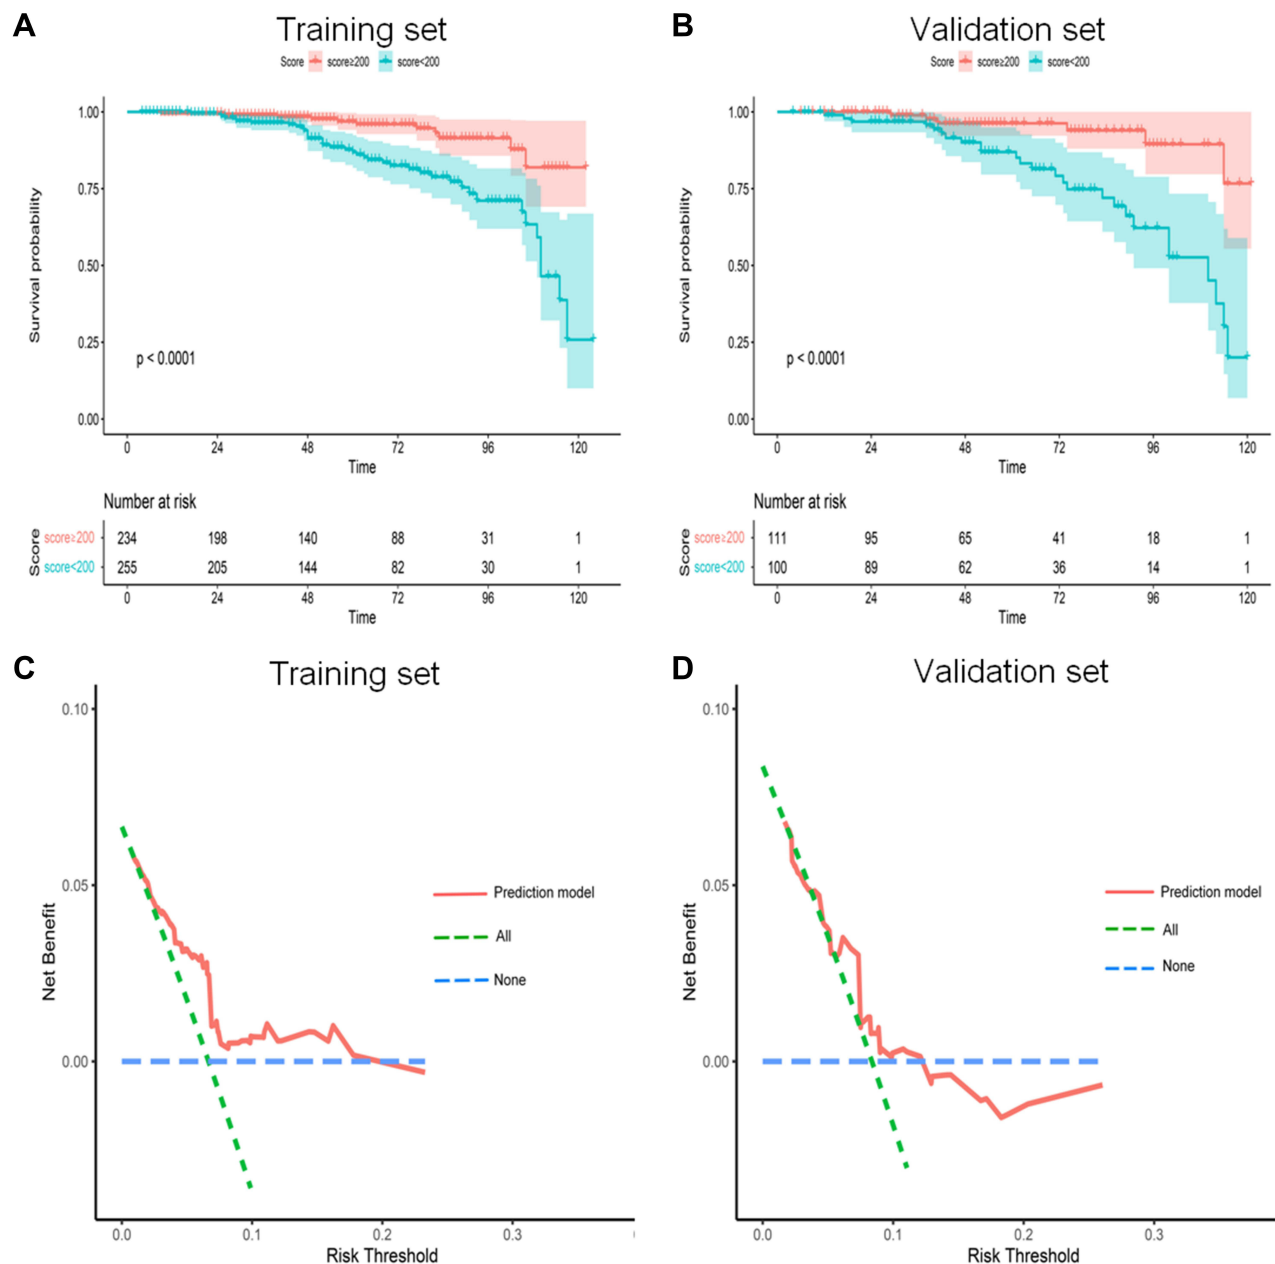 A
Training set
Score score≥200 score<200
1.00
0.75
0.50
0.25
0.00
Survival probability
p < 0.0001
0 24 48 72 96 120
Time
Number at risk
Score
score≥200 234 198 140 88 31 1
score<200 255 205 144 82 30 1
0 24 48 72 96 120
Time
B
Validation set
Score score≥200 score<200
1.00
0.75
0.50
0.25
0.00
Survival probability
p < 0.0001
0 24 48 72 96 120
Time
Number at risk
Score
score≥200 111 95 65 41 18 1
score<200 100 89 62 36 14 1
0 24 48 72 96 120
Time
C
Training set
0.10
0.05
0.00
Net Benefit
Prediction model
All
None
0.0 0.1 0.2 0.3
Risk Threshold
D
Validation set
0.10
0.05
0.00
Net Benefit
Prediction model
All
None
0.0 0.1 0.2 0.3
Risk Threshold